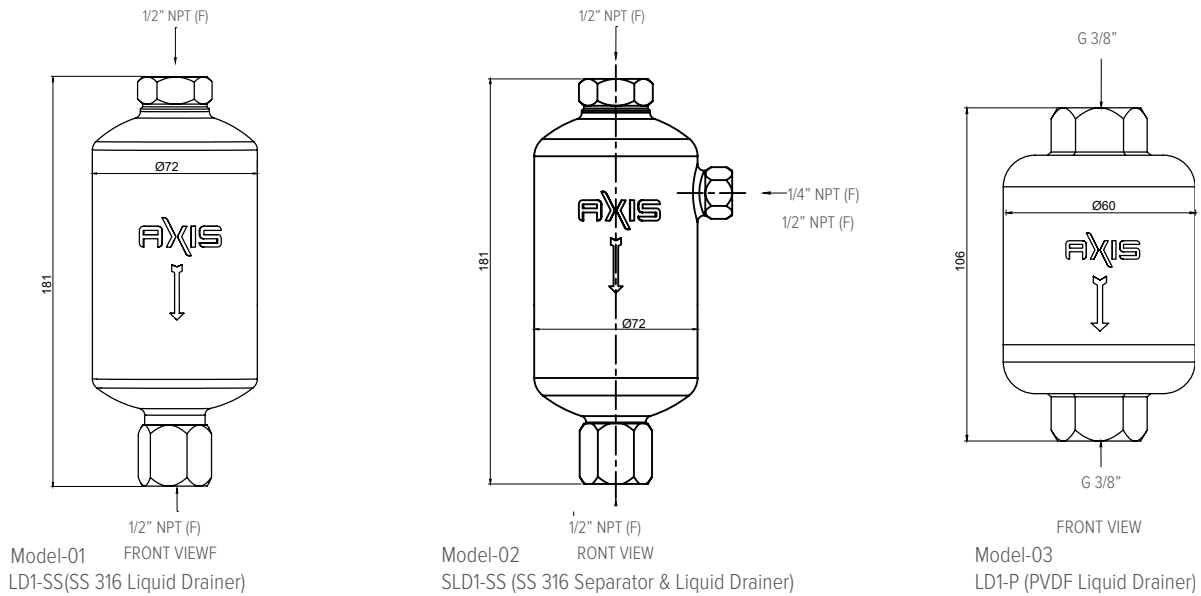 1/2” NPT (F)
Ø72
AXIS
181
1/2” NPT (F)
Model-01 FRONT VIEWF
LD1-SS(SS 316 Liquid Drainer)
1/2” NPT (F)
1/4” NPT (F)
1/2” NPT (F)
AXIS
181
Ø72
1/2” NPT (F)
Model-02 RONT VIEW
SLD1-SS (SS 316 Separator & Liquid Drainer)
G 3/8”
Ø60
AXIS
106
G 3/8”
FRONT VIEW
Model-03
LD1-P (PVDF Liquid Drainer)